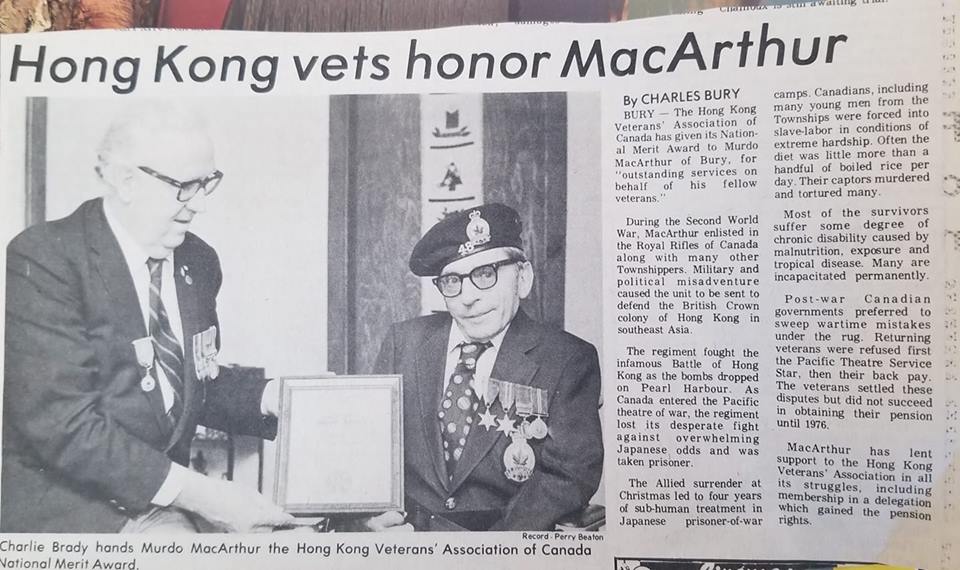 Chamoux is still awaiting trial.
Hong Kong vets honor MacArthur
By CHARLES BURY
BURY — The Hong Kong
Veterans' Association of
Canada has given its Nation-
al Merit Award to Murdo
MacArthur of Bury, for
"outstanding services on
behalf of his fellow
veterans."
During the Second World
War, MacArthur enlisted in
the Royal Rifles of Canada
along with many other
Townshippers. Military and
political misadventure
caused the unit to be sent to
defend the British Crown
colony of Hong Kong in
southeast Asia.
The regiment fought the
infamous Battle of Hong
Kong as the bombs dropped
on Pearl Harbour. As
Canada entered the Pacific
theatre of war, the regiment
lost its desperate fight
against overwhelming
Japanese odds and was
taken prisoner.
The Allied surrender at
Christmas led to four years
of sub-human treatment in
Japanese prisoner-of-war
camps. Canadians, including
many young men from the
Townships were forced into
slave-labor in conditions of
extreme hardship. Often the
diet was little more than a
handful of boiled rice per
day. Their captors murdered
and tortured many.
Most of the survivors
suffer some degree of
chronic disability caused by
malnutrition, exposure and
tropical disease. Many are
incapacitated permanently.
Post-war Canadian
governments preferred to
sweep wartime mistakes
under the rug. Returning
veterans were refused first
the Pacific Theatre Service
Star, then their back pay.
The veterans settled these
disputes but did not succeed
in obtaining their pension
until 1976.
MacArthur has lent
support to the Hong Kong
Veterans' Association in all
its struggles, including
membership in a delegation
which gained the pension
rights.
Record - Perry Beaton
Charlie Brady hands Murdo MacArthur the Hong Kong Veterans' Association of Canada
National Merit Award.